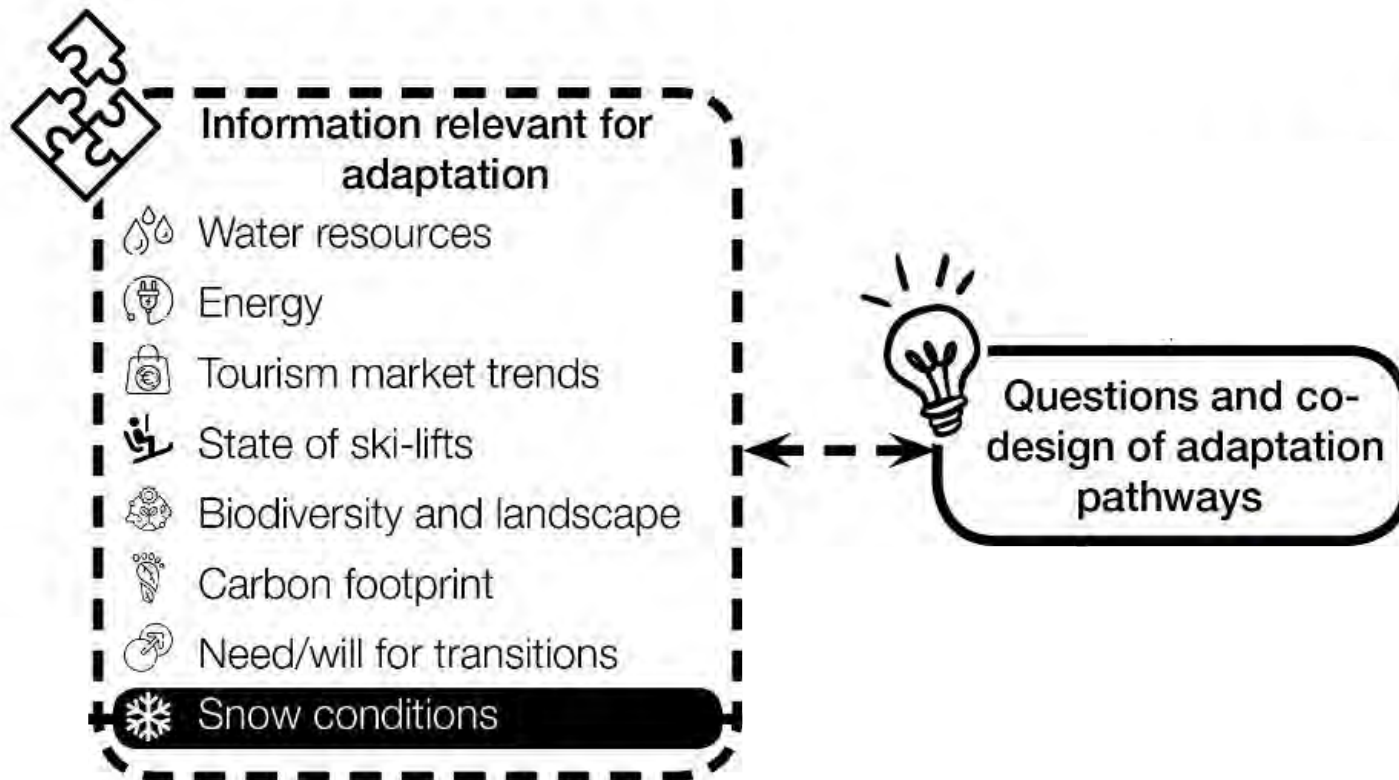 Information relevant for
adaptation
Water resources
Energy
Tourism market trends
State of ski-lifts
Biodiversity and landscape
Carbon footprint
Need/will for transitions
Snow conditions
Questions and co-
design of adaptation
pathways